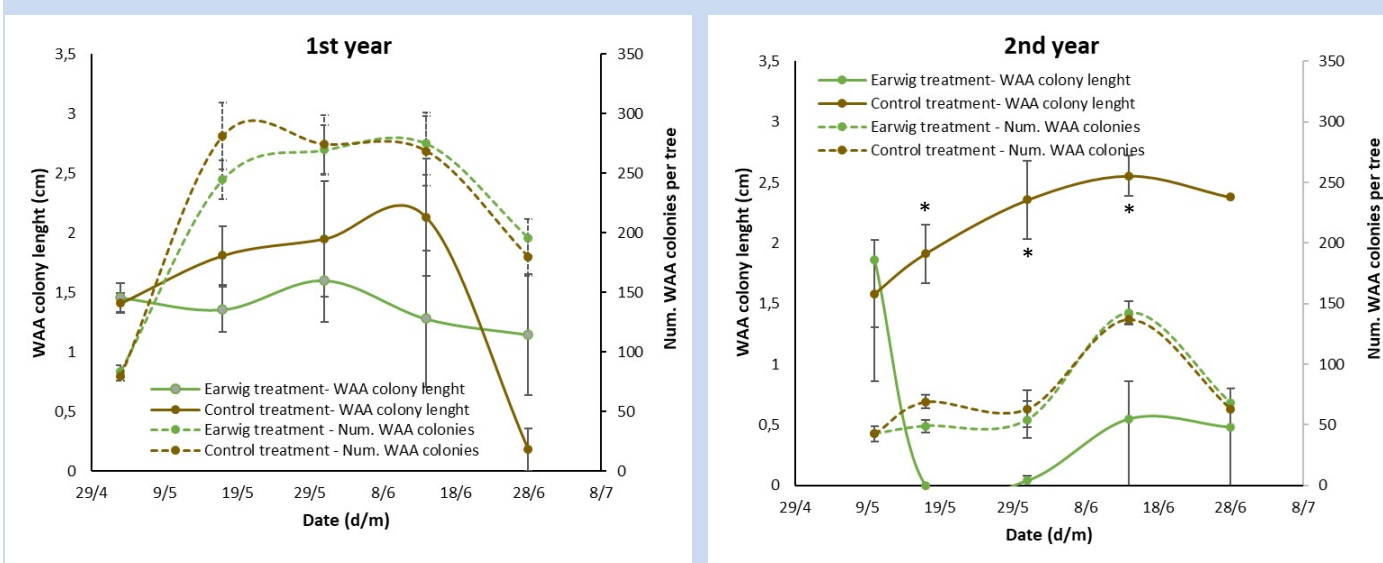 1st year
3,5
3
2,5
2
1,5
1
0,5
0
WAA colony lenght (cm)
350
300
250
200
150
100
50
0
Num. WAA colonies per tree
Earwig treatment- WAA colony lenght
Control treatment- WAA colony lenght
Earwig treatment - Num. WAA colonies
Control treatment - Num. WAA colonies
29/4 9/5 19/5 29/5 8/6 18/6 28/6 8/7
Date (d/m)
2nd year
3,5
3
2,5
2
1,5
1
0,5
0
WAA colony lenght (cm)
350
300
250
200
150
100
50
0
Num. WAA colonies per tree
Earwig treatment- WAA colony lenght
Control treatment- WAA colony lenght
Earwig treatment - Num. WAA colonies
Control treatment - Num. WAA colonies
*
*
*
29/4 9/5 19/5 29/5 8/6 18/6 28/6 8/7
Date (d/m)